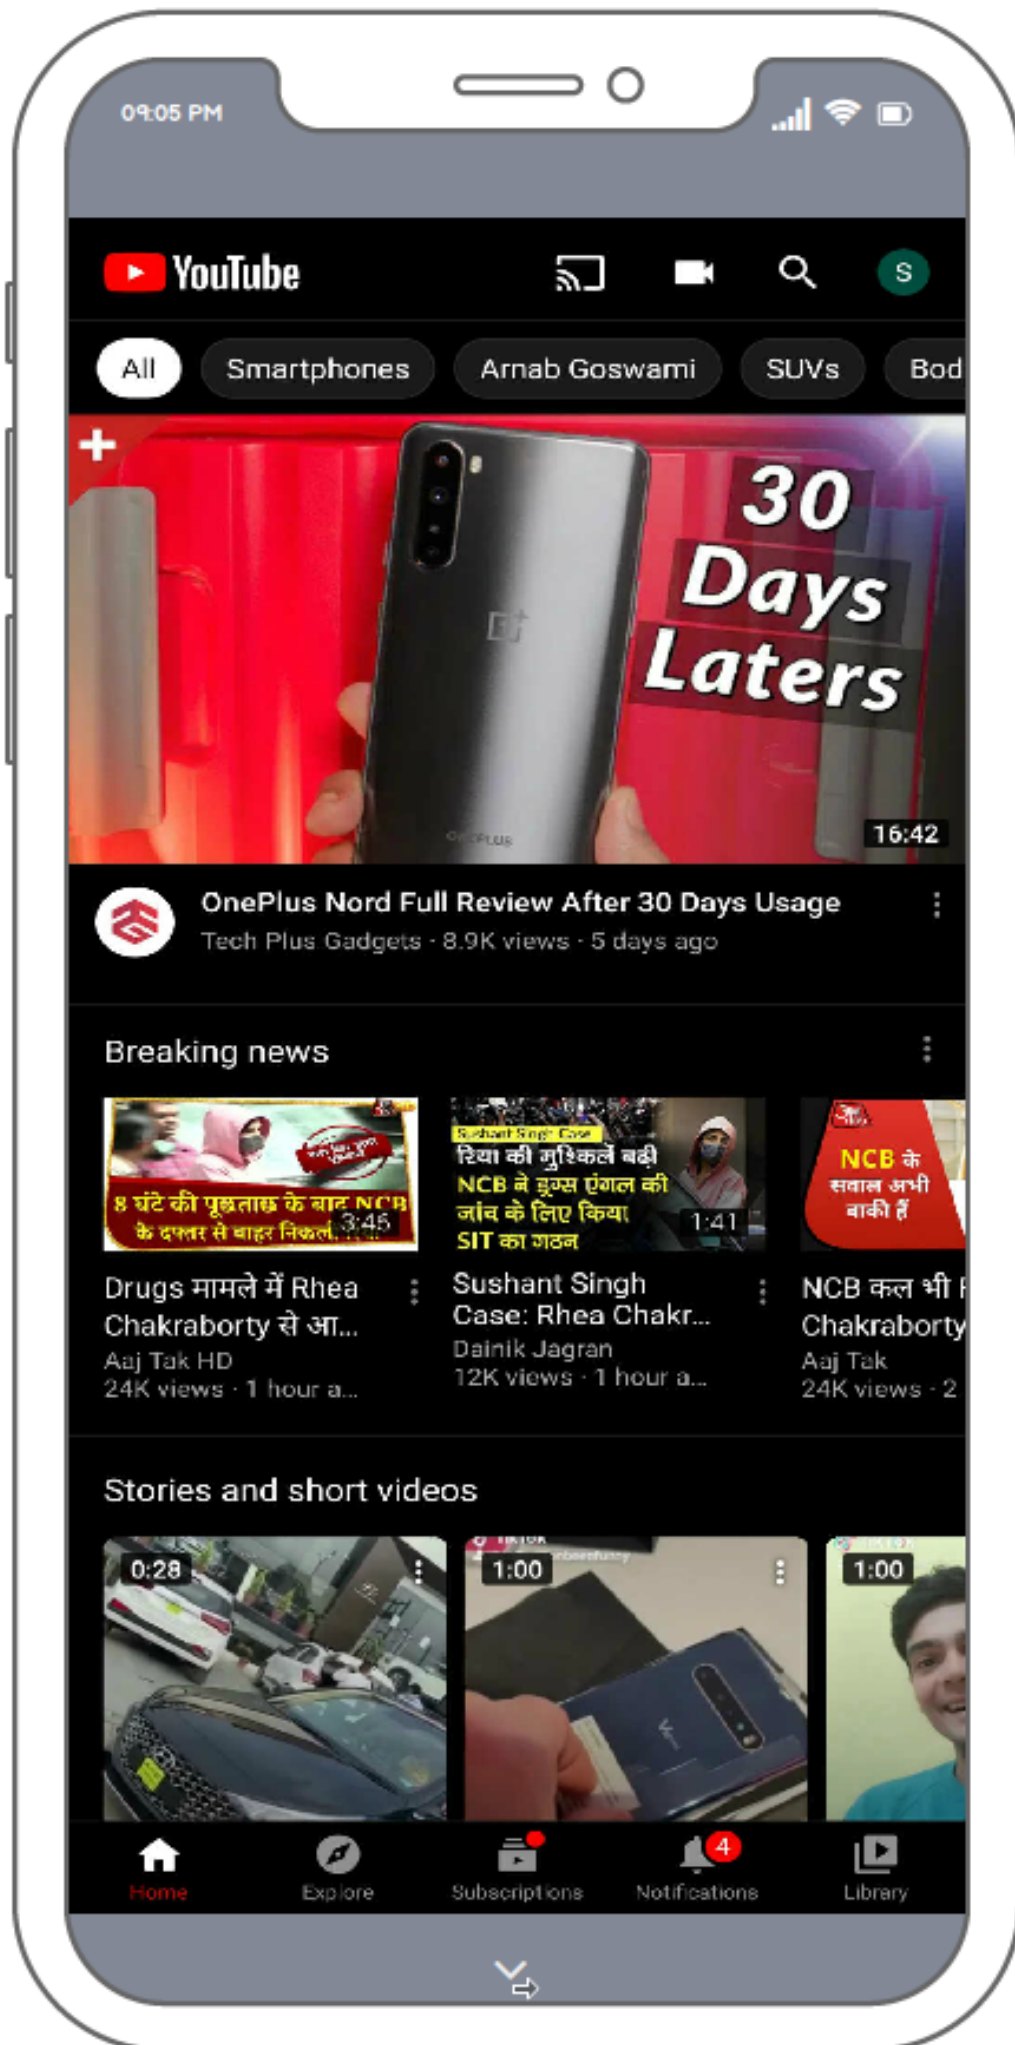 09:05 PM
YouTube
S
All
Smartphones
Arnab Goswami
SUVs
Bod
30
Days
Laters
ONEPLUS
16:42
OnePlus Nord Full Review After 30 Days Usage
Tech Plus Gadgets · 8.9K views · 5 days ago
Breaking news
8 घंटे की पूछताछ के बाद NCB
के दफ्तर से बाहर निकली
3:45
Sushant Singh Case
रिया की मुश्किलें बढ़ी
NCB ने ड्रग्स एंगल की
जांच के लिए किया
SIT का गठन
1:41
NCB के
सवाल अभी
बाकी हैं
Drugs मामले में Rhea
Chakraborty से आ...
Aaj Tak HD
24K views · 1 hour a...
Sushant Singh
Case: Rhea Chakr...
Dainik Jagran
12K views · 1 hour a...
NCB कल भी
Chakraborty
Aaj Tak
24K views · 2
Stories and short videos
0:28
1:00
1:00
Home
Explore
Subscriptions
4
Notifications
Library